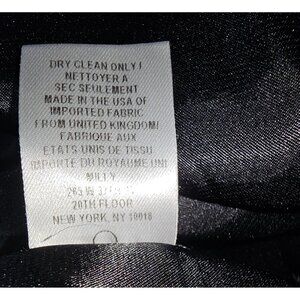 DRY CLEAN ONLY /
NETTOYER A
SEC SEULEMENT
MADE IN THE USA OF
IMPORTED FABRIC
FROM UNITED KINGDOM/
FABRIQUE AUX
ETATS-UNIS DE TISSU
IMPORTE DU ROYAUME UNI
MILLY
265 W
20TH FLOOR
NEW YORK, NY 10018